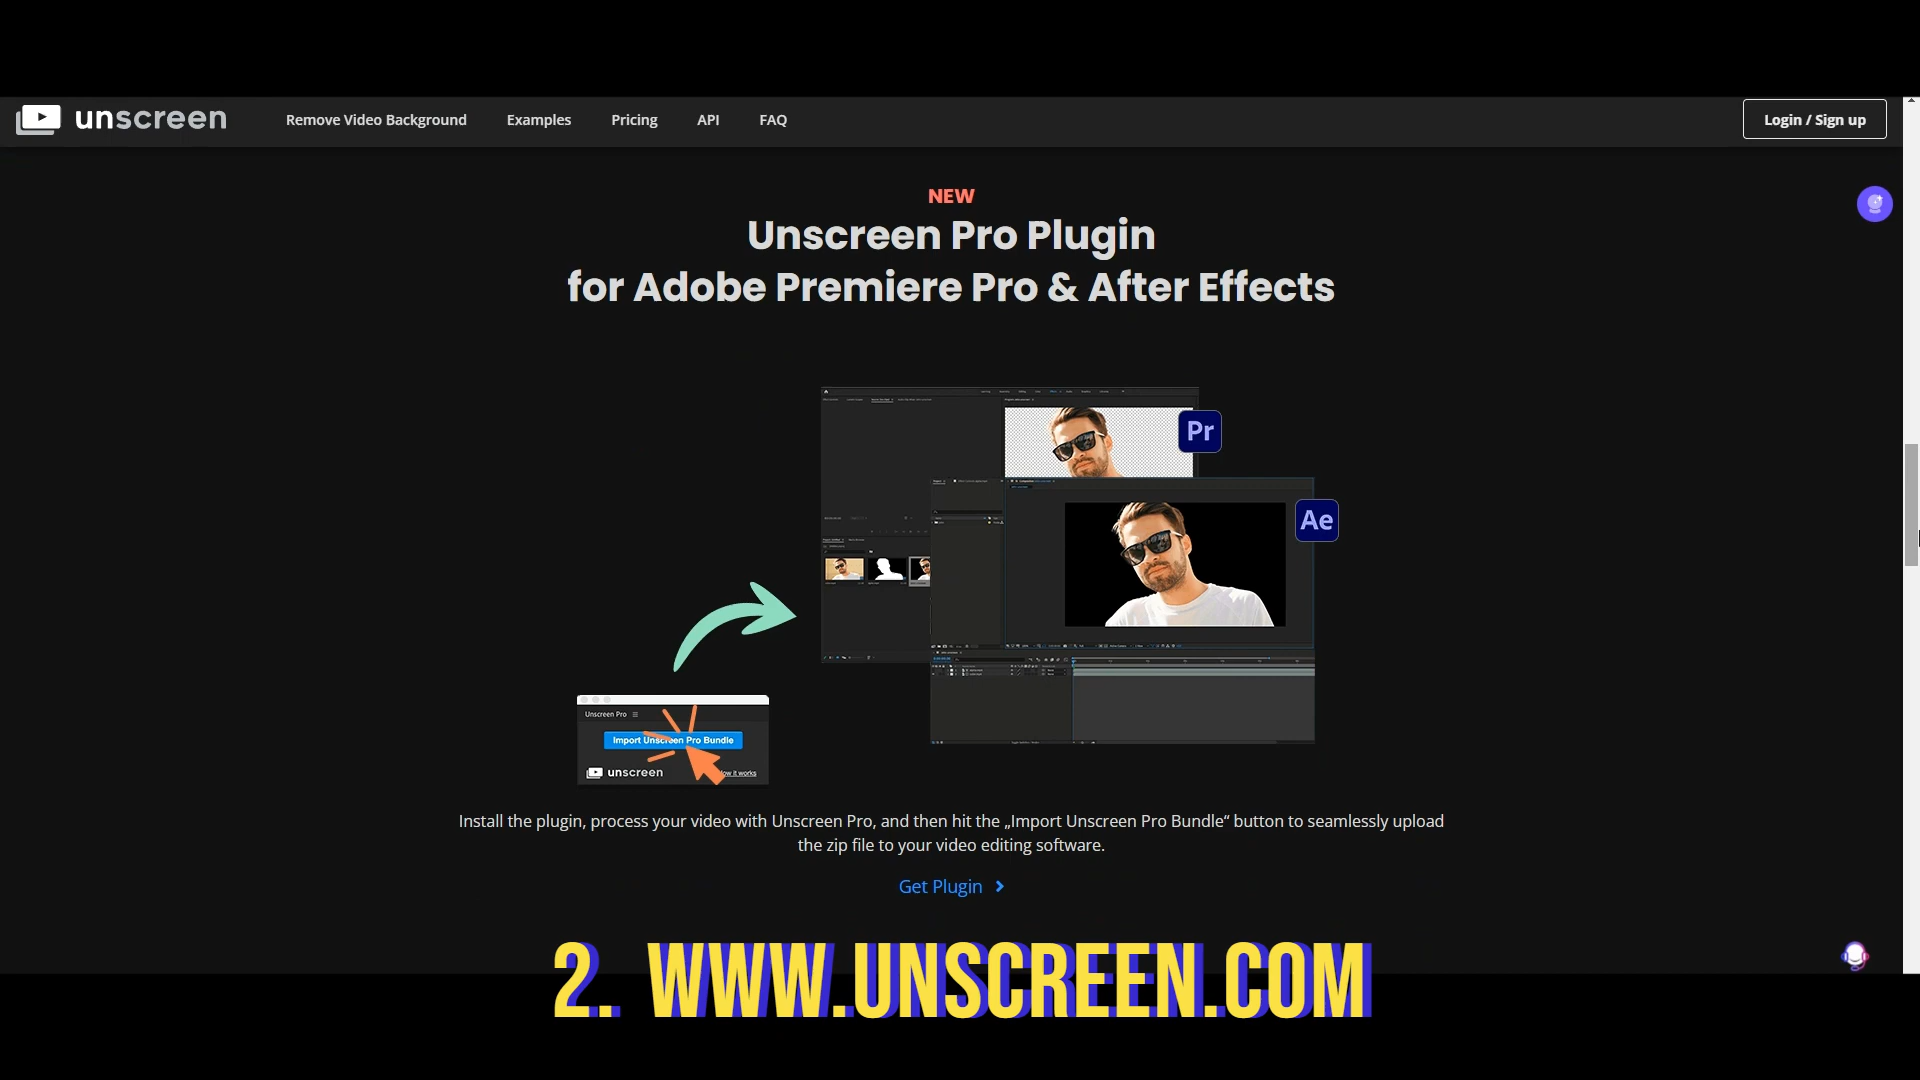 unscreen
Remove Video Background
Examples
Pricing
API
FAQ
Login / Sign up
NEW
Unscreen Pro Plugin
for Adobe Premiere Pro & After Effects
Pr
Ae
Unscreen Pro
Import Unscreen Pro Bundle
unscreen
Install the plugin, process your video with Unscreen Pro, and then hit the „Import Unscreen Pro Bundle“ button to seamlessly upload
the zip file to your video editing software.
Get Plugin
2. WWW.UNSCREEN.COM